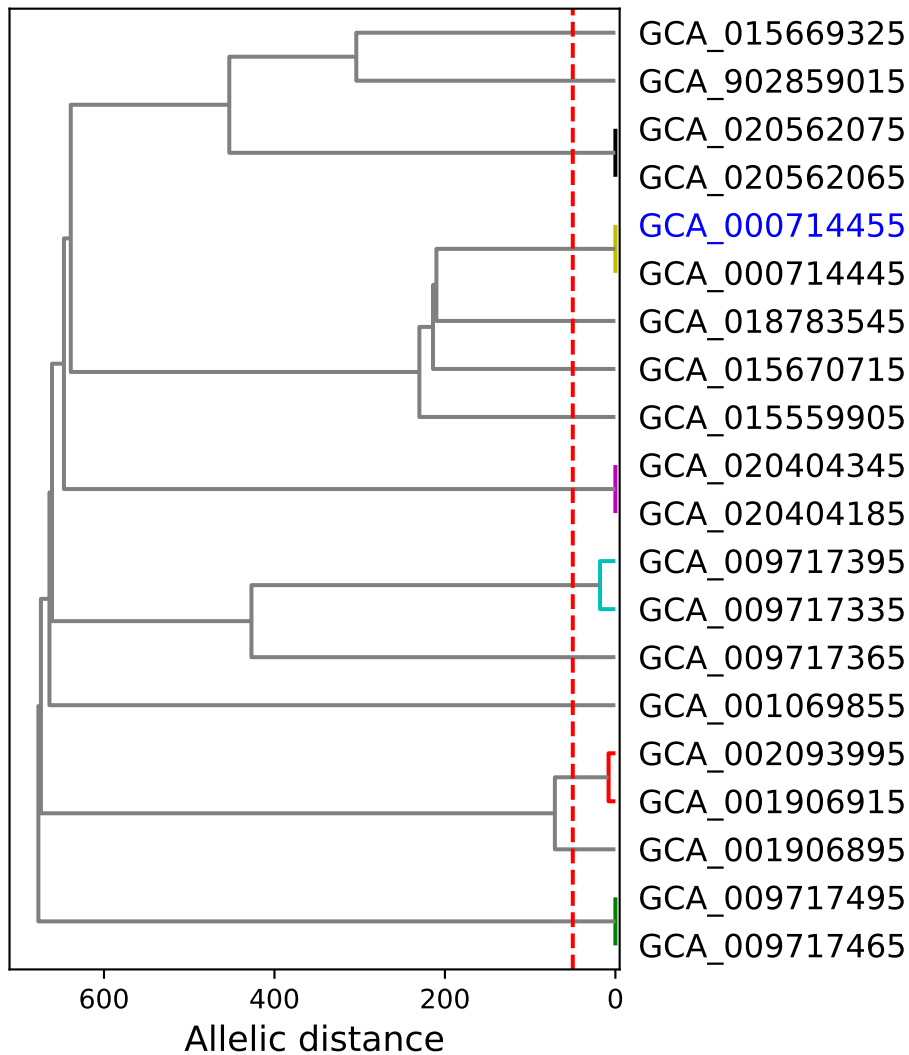 GCA_015669325
GCA_902859015
GCA_020562075
GCA_020562065
GCA_000714455
GCA_000714445
GCA_018783545
GCA_015670715
GCA_015559905
GCA_020404345
GCA_020404185
GCA_009717395
GCA_009717335
GCA_009717365
GCA_001069855
GCA_002093995
GCA_001906915
GCA_001906895
GCA_009717495
GCA_009717465
600 400 200 0
Allelic distance